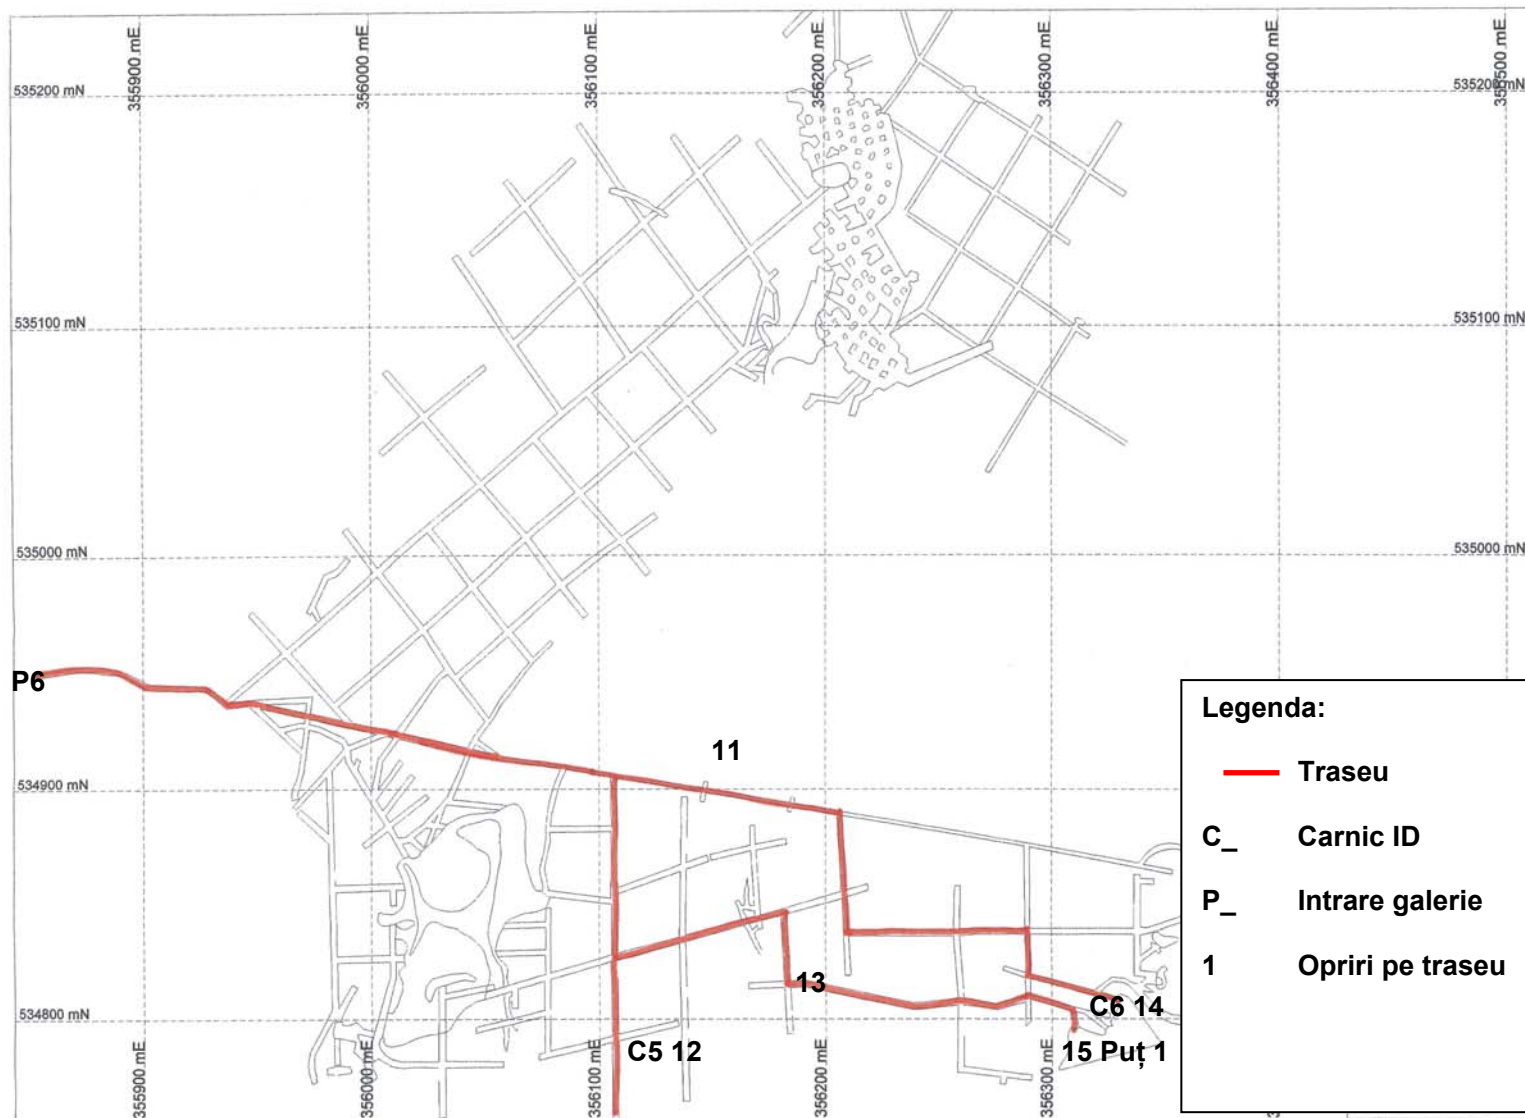 355900 mE
356000 mE
356100 mE
356200 mE
356300 mE
356400 mE
356500 mE
535200 mN
535200 mN
535100 mN
535100 mN
535000 mN
535000 mN
P6
11
534900 mN
13
C6 14
534800 mN
C5 12
15 Puț 1
355900 mE
356000 mE
356100 mE
356200 mE
356300 mE
Legenda:
Traseu
C_ Carnic ID
P_ Intrare galerie
1 Opriri pe traseu